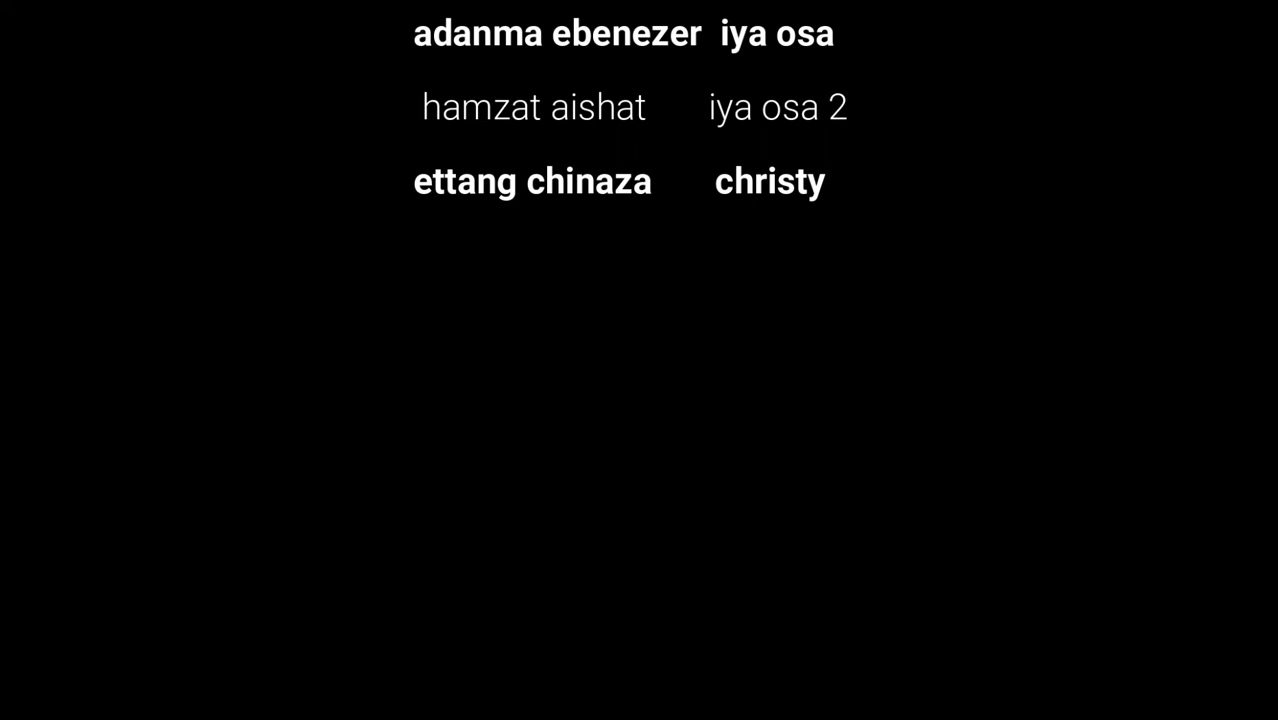 adanma ebenezer iya osa
hamzat aishat iya osa 2
ettang chinaza christy